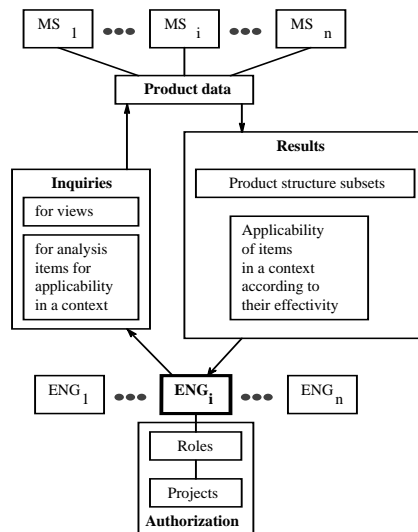 MS 1 ●●● MS i ●●● MS n
Product data
Results
Product structure subsets
Inquiries
for views
for analysis
items for
applicability
in a context
Applicability
of items
in a context
according to
their effectivity
ENG 1 ●●● ENG i ●●● ENG n
Roles
Projects
Authorization